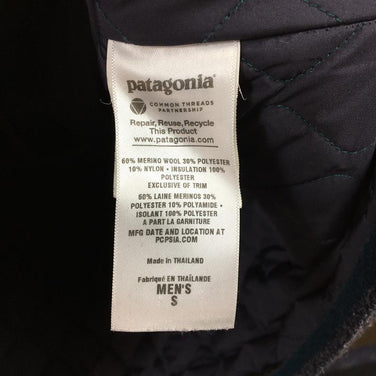 patagonia
COMMON THREADS
PARTNERSHIP
Repair, Reuse, Recycle
This Product
www.patagonia.com
60% MERINO WOOL 30% POLYESTER
10% NYLON • INSULATION 100%
POLYESTER
EXCLUSIVE OF TRIM
60% LAINE MERINOS 30%
POLYESTER 10% POLYAMIDE •
ISOLANT 100% POLYESTER
A PART LA GARNITURE
MFG DATE AND LOCATION AT
PCPSIA.COM
Made in THAILAND
Fabriqué EN THAÏLANDE
MEN'S
S